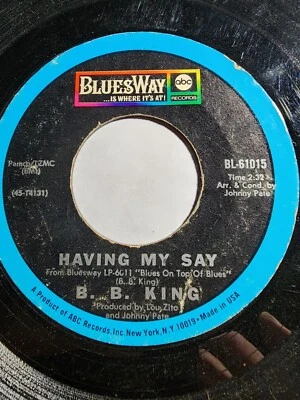 BLUESWAY
...IS WHERE IT'S AT!
abc
RECORDS
Pamco/TZMC
(BMI)
(45-T4131)
BL-61015
Time 2:32
Arr. & Cond. by
Johnny Pate
HAVING MY SAY
From Bluesway LP-6011 "Blues On Top Of Blues"
(B. B. King)
B. B. KING
Produced by Lou Zito
and Johnny Pate
A Product of ABC Records, Inc. New York, N.Y. 10019 • Made in USA